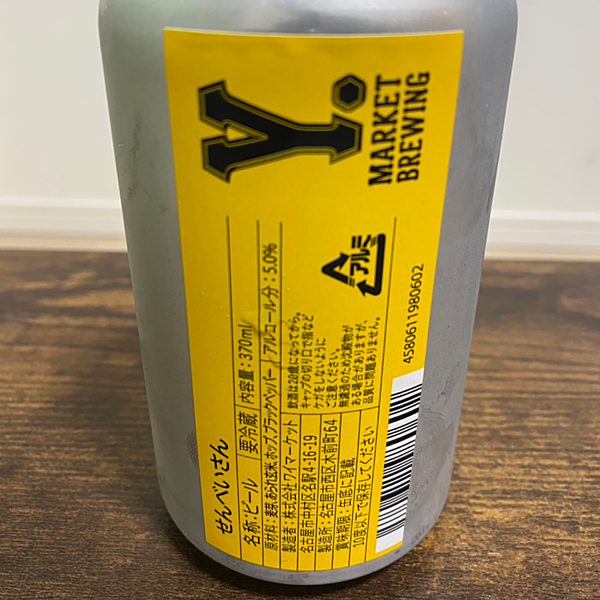 Y.
MARKET
BREWING
せんべいさん
名称:ビール 要冷蔵 内容量:370ml
原材料:麦芽、あられ、玄米、ホップ、ブラックペッパー アルコール分:5.0%
製造者:株式会社ワイマーケット
名古屋市中村区名駅4-16-19
製造所:名古屋市西区木前町64
賞味期限:缶底に記載
10度以下で保存してください
飲酒は20歳になってから。
キャップの切り口で指など
ケガをしないように
ご注意ください。
無濾過のため沈殿物が
ある場合がありますが、
品質に問題ありません。
アルミ
4580611980602